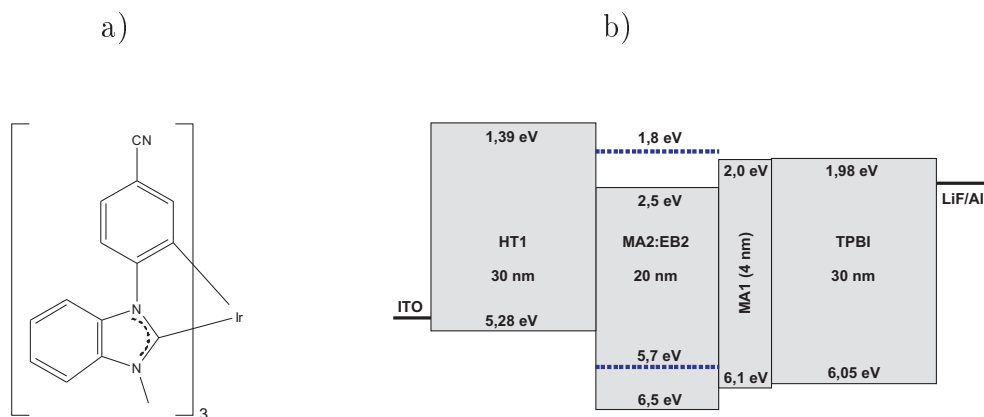 a)
CN
N
N
Ir
3
b)
1,39 eV
1,8 eV
2,0 eV
1,98 eV
LiF/Al
2,5 eV
HT1
MA2:EB2
TPBI
MA1 (4 nm)
30 nm
20 nm
30 nm
ITO
5,28 eV
5,7 eV
6,1 eV
6,05 eV
6,5 eV